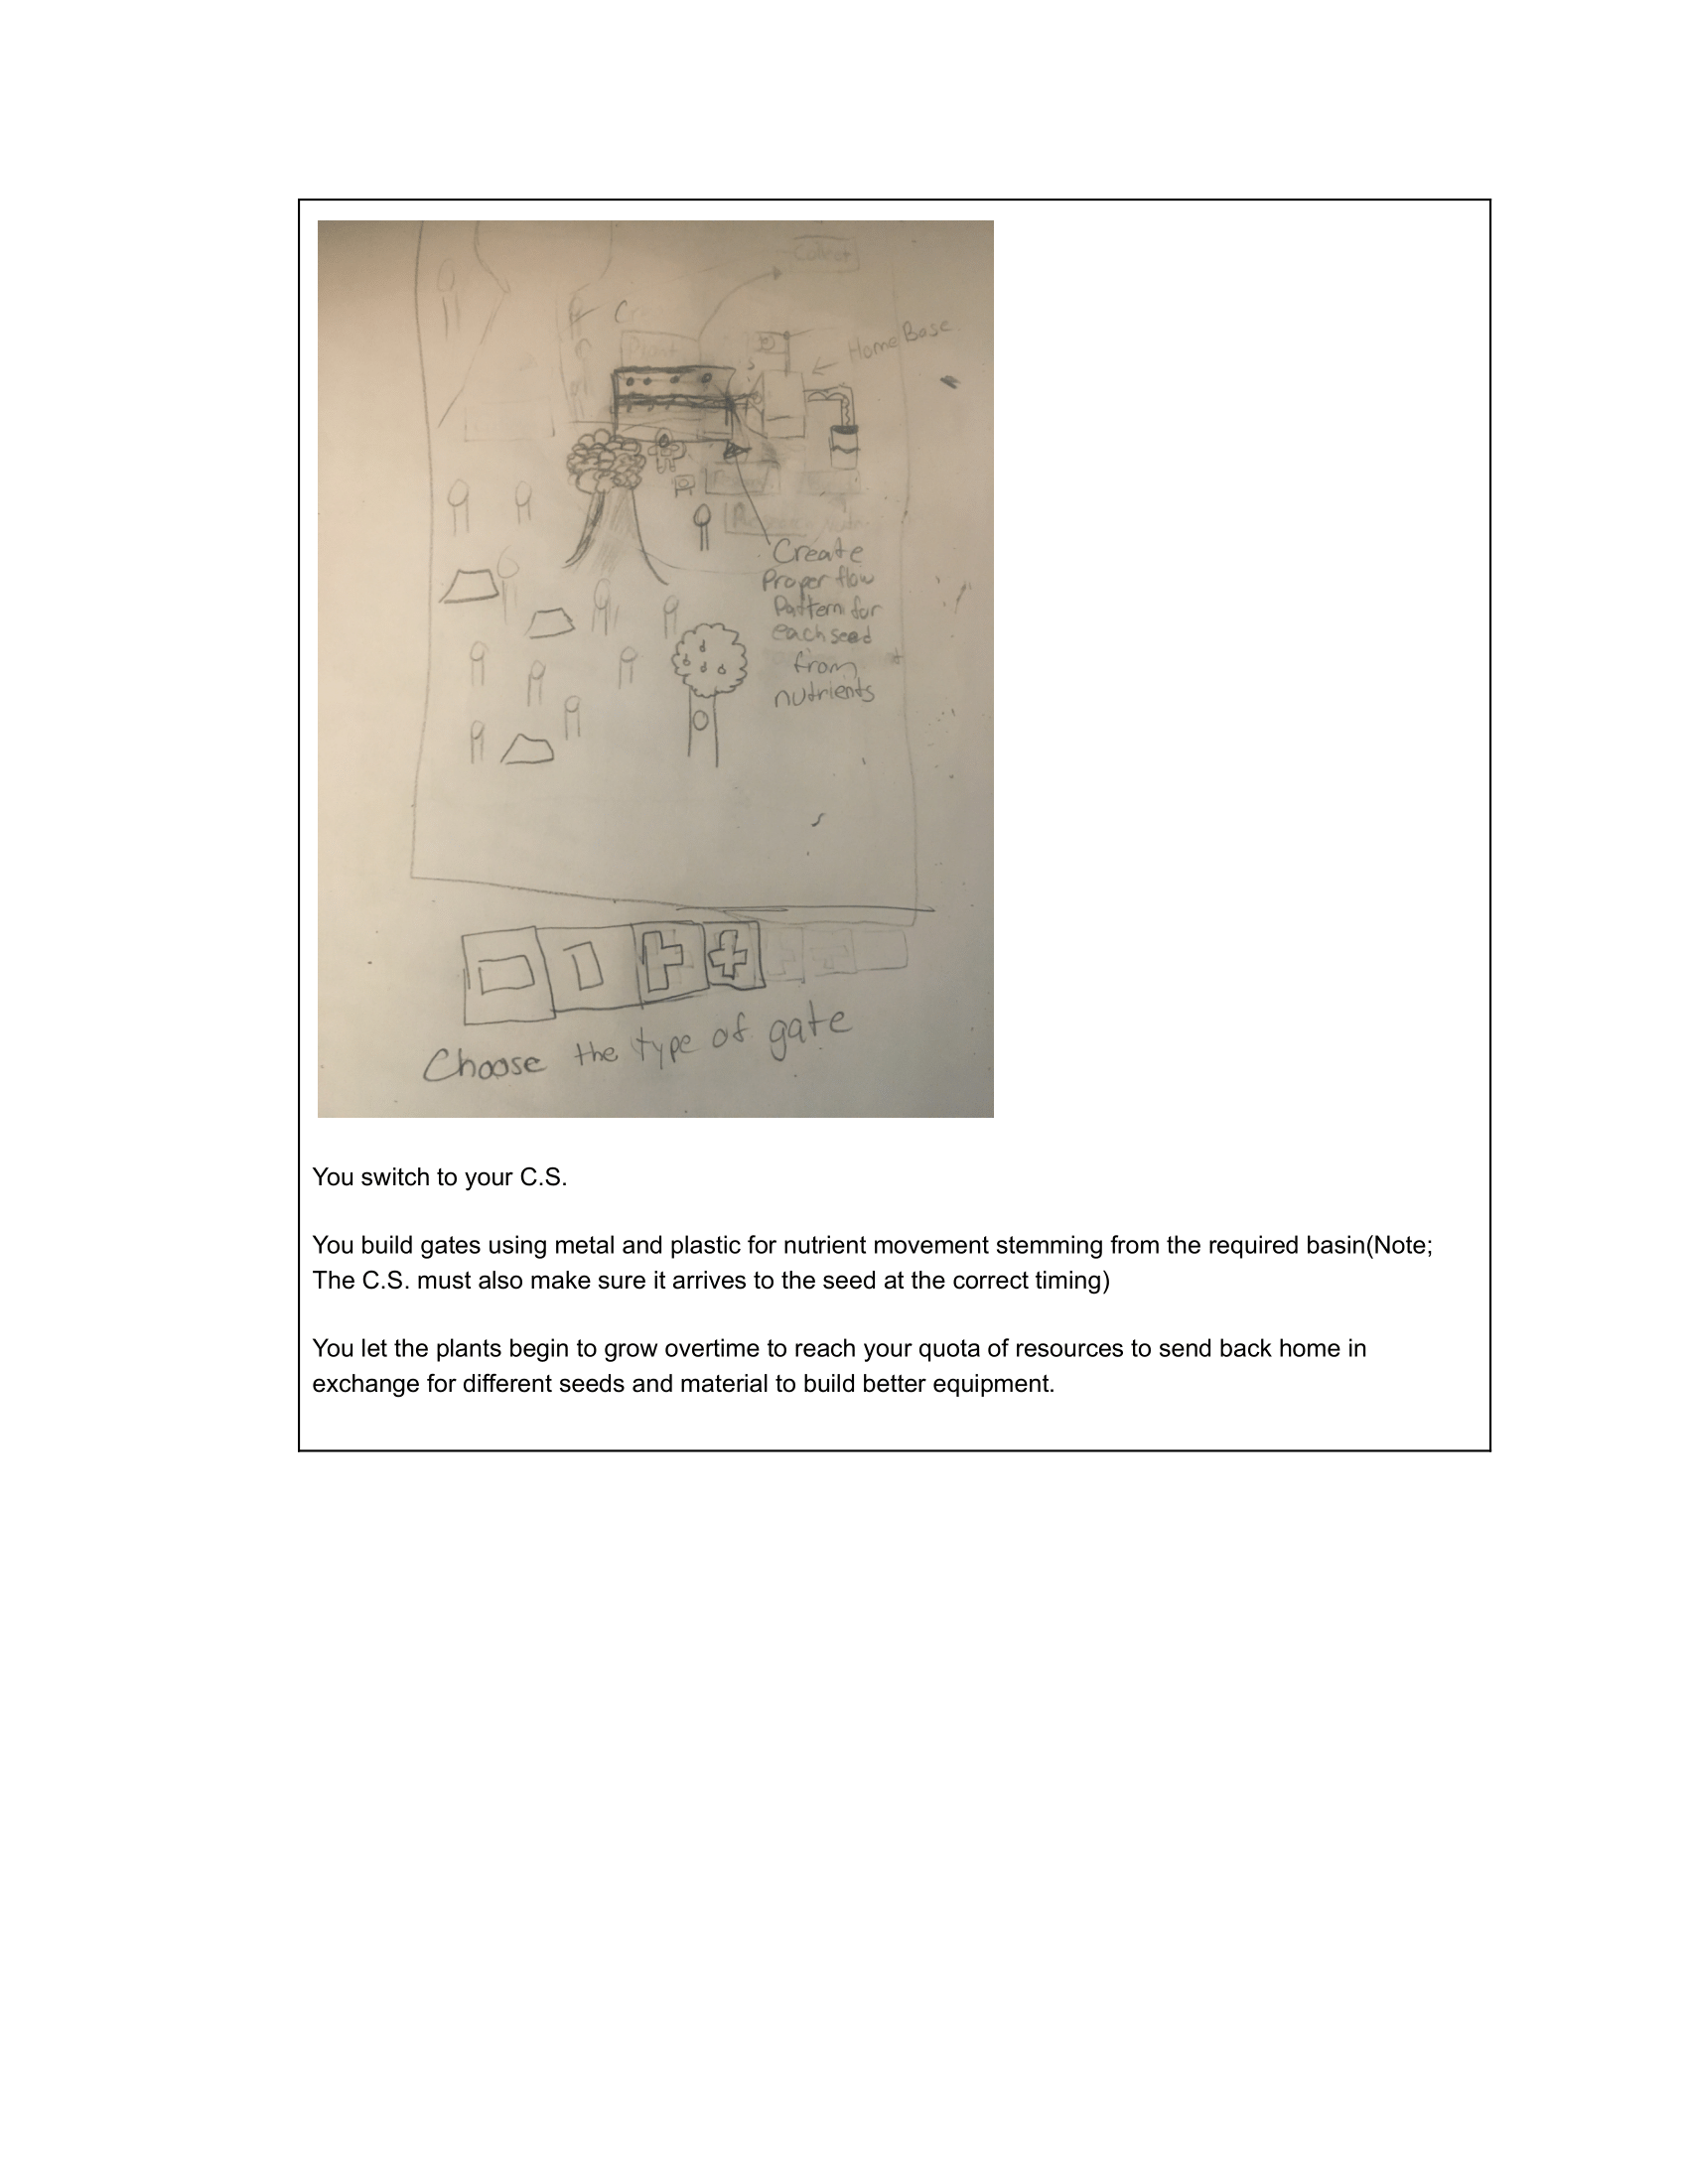 Collect
Plant
Home Base
Create
Proper flow
Pattern for
each seed
from
nutrients
Choose the type of gate
You switch to your C.S.
You build gates using metal and plastic for nutrient movement stemming from the required basin(Note;
The C.S. must also make sure it arrives to the seed at the correct timing)
You let the plants begin to grow overtime to reach your quota of resources to send back home in
exchange for different seeds and material to build better equipment.